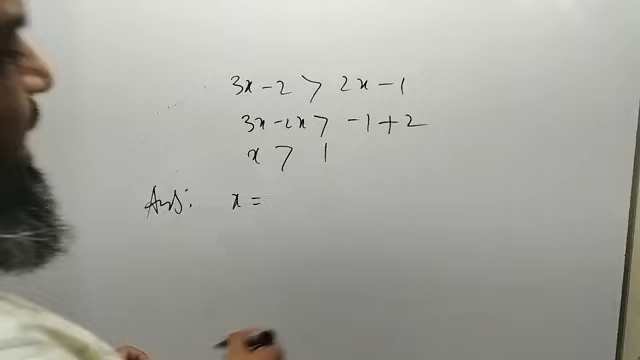 3x - 2 > 2x - 1
3x - 2x > -1 + 2
x > 1
Ans: x =